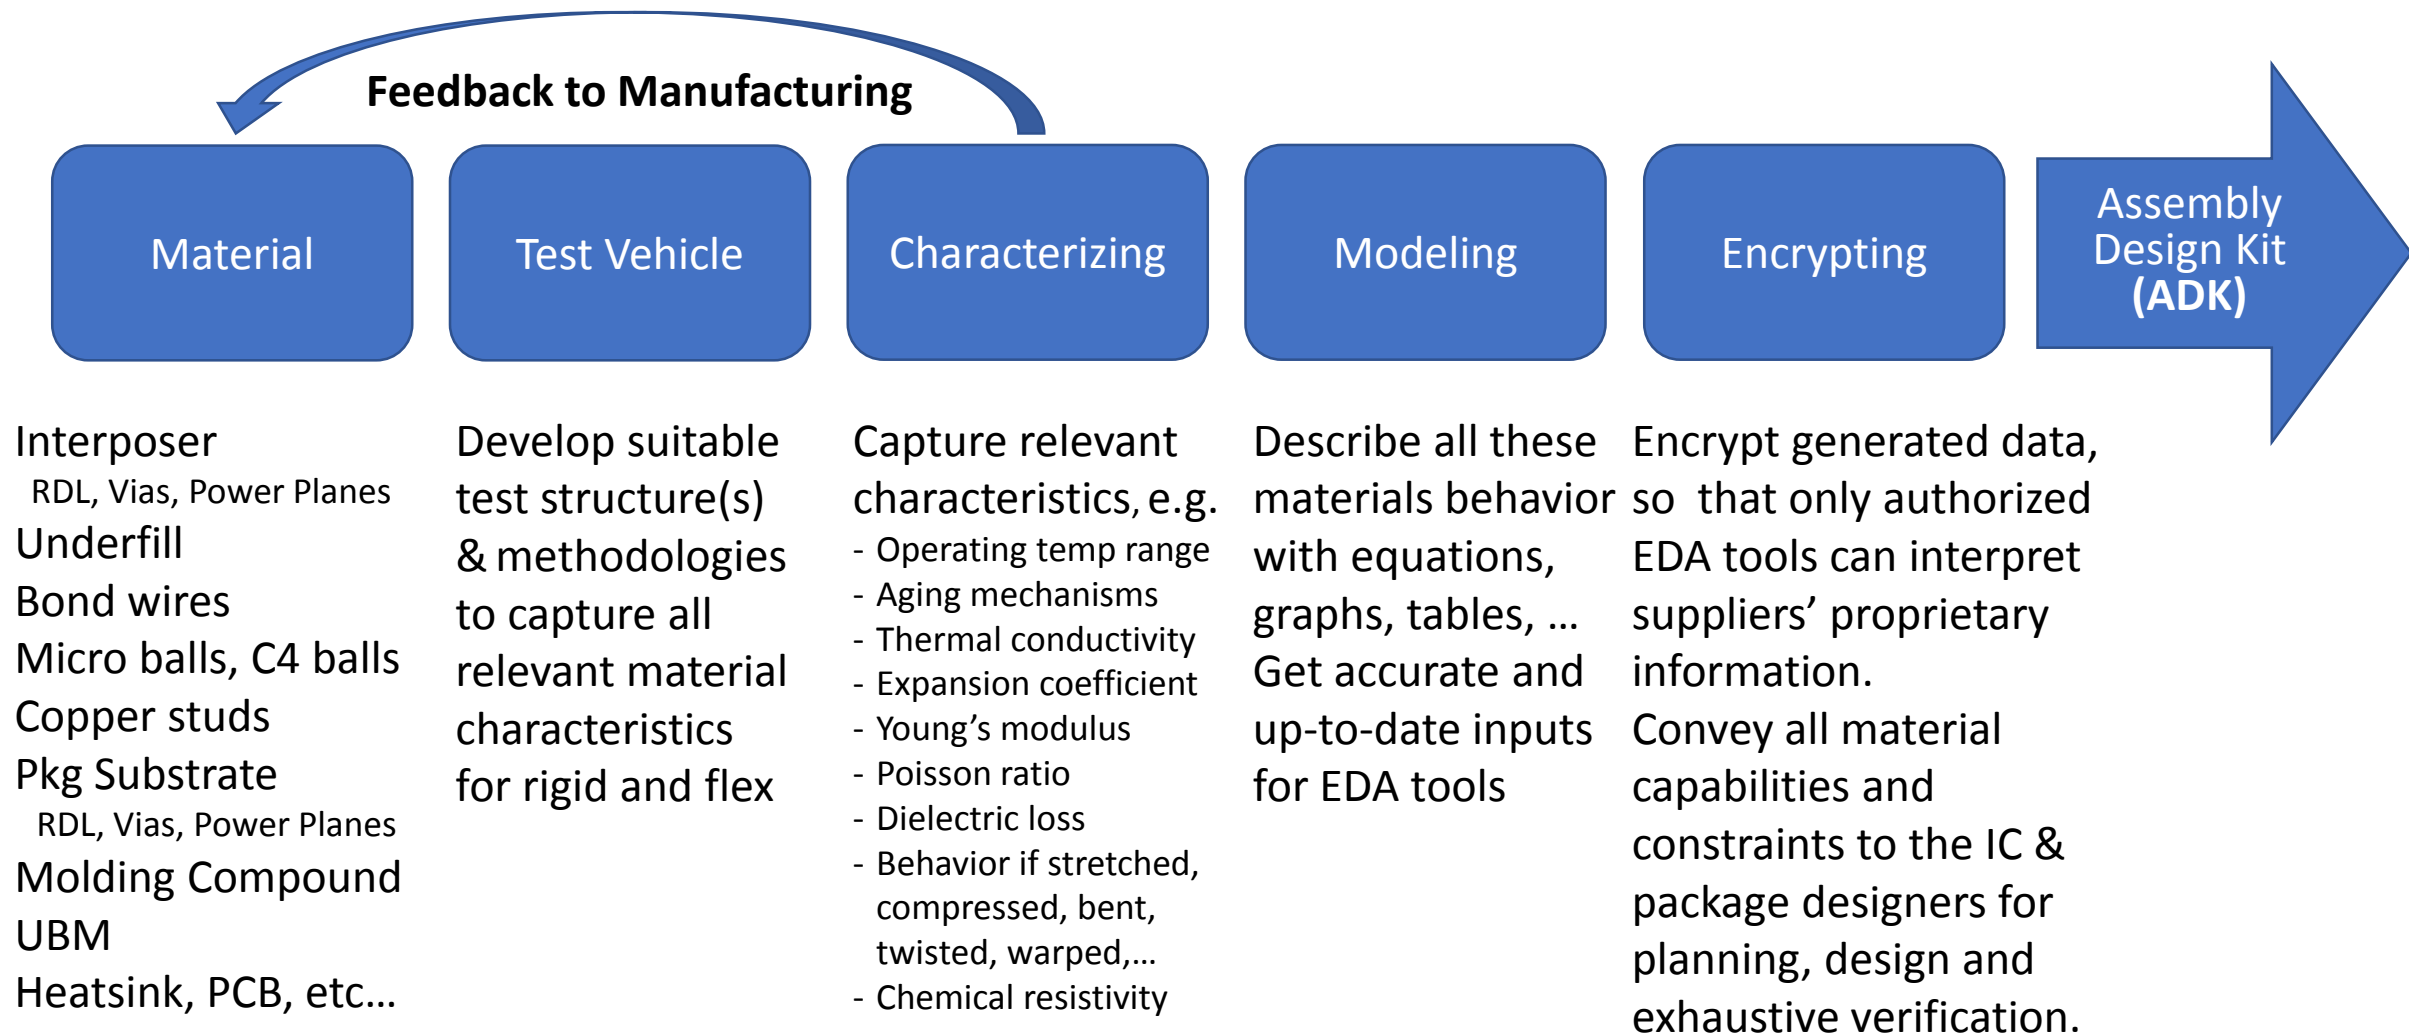 Feedback to Manufacturing
Material
Test Vehicle
Characterizing
Modeling
Encrypting
Assembly
Design Kit
(ADK)
Interposer
RDL, Vias, Power Planes
Underfill
Bond wires
Micro balls, C4 balls
Copper studs
Pkg Substrate
RDL, Vias, Power Planes
Molding Compound
UBM
Heatsink, PCB, etc…
Develop suitable
test structure(s)
& methodologies
to capture all
relevant material
characteristics
for rigid and flex
Capture relevant
characteristics, e.g.
- Operating temp range
- Aging mechanisms
- Thermal conductivity
- Expansion coefficient
- Young’s modulus
- Poisson ratio
- Dielectric loss
- Behavior if stretched,
compressed, bent,
twisted, warped,…
- Chemical resistivity
Describe all these
materials behavior
with equations,
graphs, tables, …
Get accurate and
up-to-date inputs
for EDA tools
Encrypt generated data,
so that only authorized
EDA tools can interpret
suppliers’ proprietary
information.
Convey all material
capabilities and
constraints to the IC &
package designers for
planning, design and
exhaustive verification.